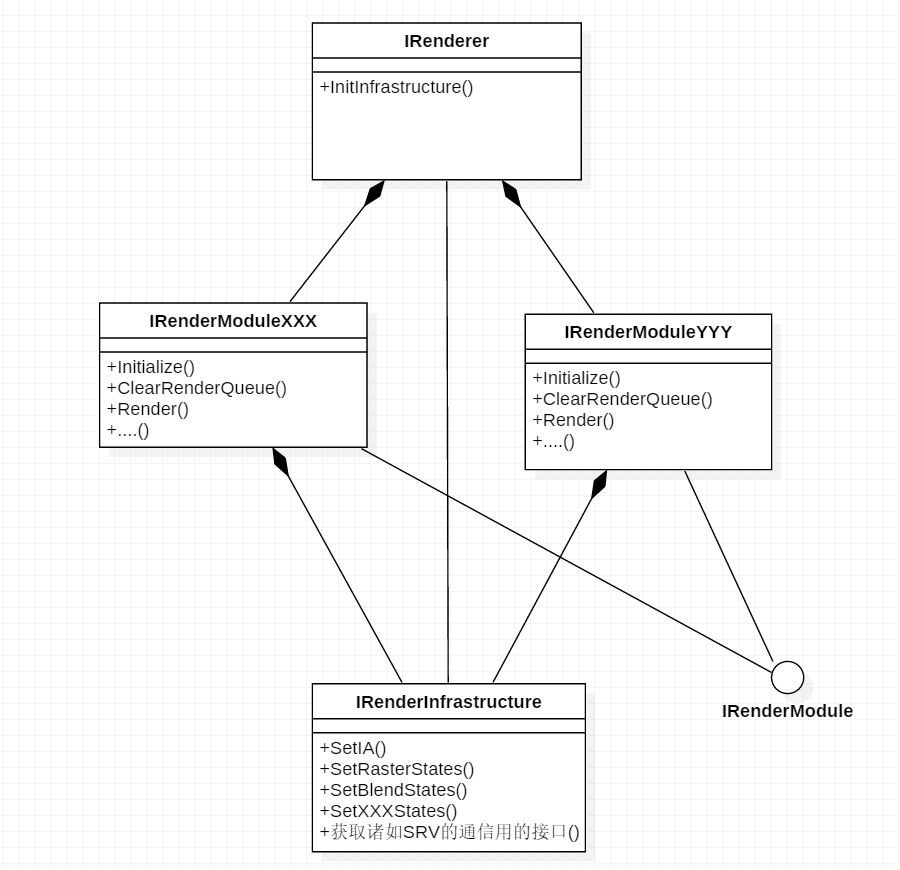 IRenderer
+InitInfrastructure()
IRenderModuleXXX
+Initialize()
+ClearRenderQueue()
+Render()
+....()
IRenderModuleYYY
+Initialize()
+ClearRenderQueue()
+Render()
+....()
IRenderInfrastructure
+SetIA()
+SetRasterStates()
+SetBlendStates()
+SetXXXStates()
+获取诸如SRV的通信用的接口()
IRenderModule